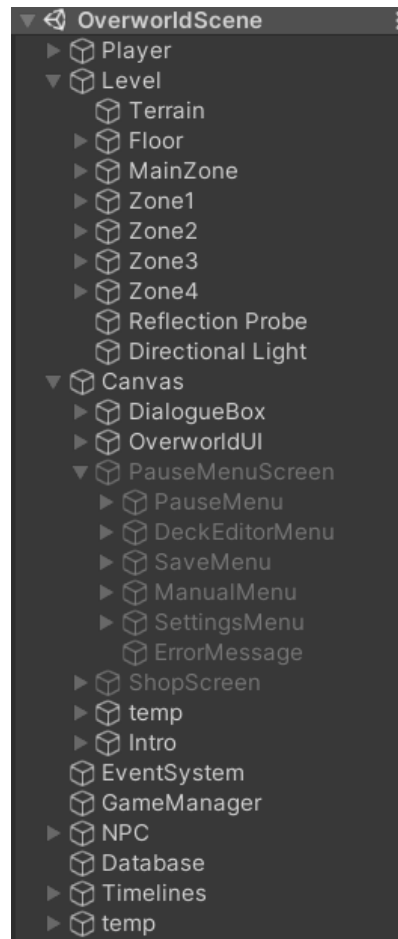 OverworldScene
Player
Level
Terrain
Floor
MainZone
Zone1
Zone2
Zone3
Zone4
Reflection Probe
Directional Light
Canvas
DialogueBox
OverworldUI
PauseMenuScreen
PauseMenu
DeckEditorMenu
SaveMenu
ManualMenu
SettingsMenu
ErrorMessage
ShopScreen
temp
Intro
EventSystem
GameManager
NPC
Database
Timelines
temp